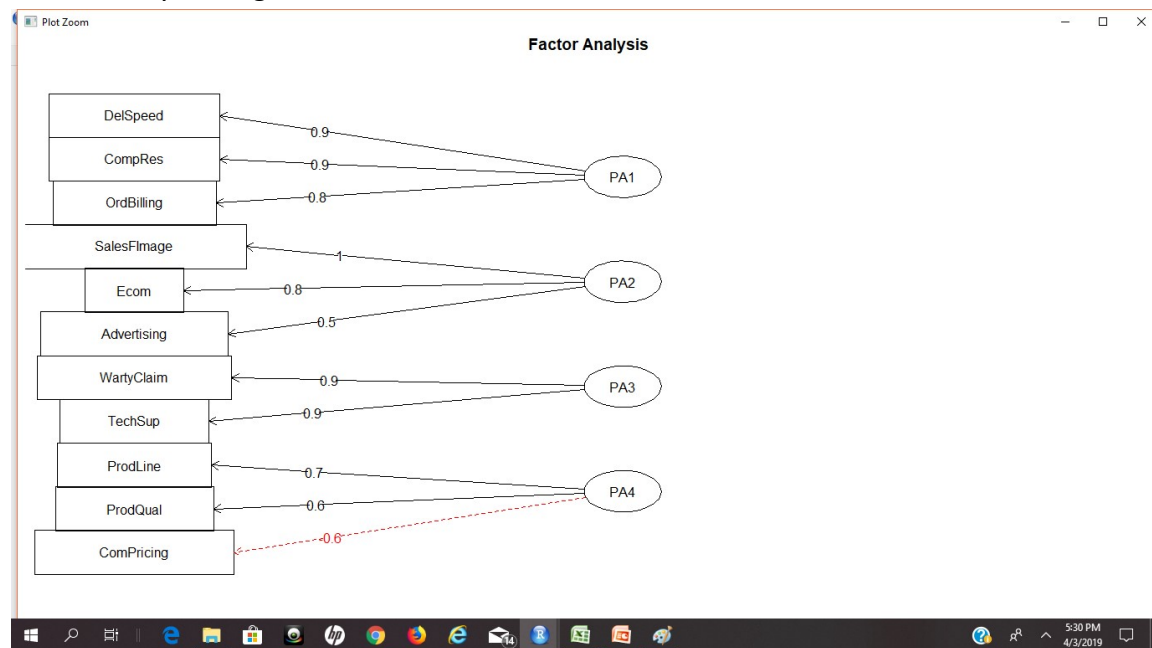 Plot Zoom
Factor Analysis
DelSpeed
0.9
CompRes
0.9
PA1
OrdBilling
0.8
SalesFImage
1
Ecom
0.8
PA2
Advertising
0.5
WartyClaim
0.9
PA3
TechSup
0.9
ProdLine
0.7
ProdQual
0.6
PA4
ComPricing
-0.6
14
R
5:30 PM
4/3/2019